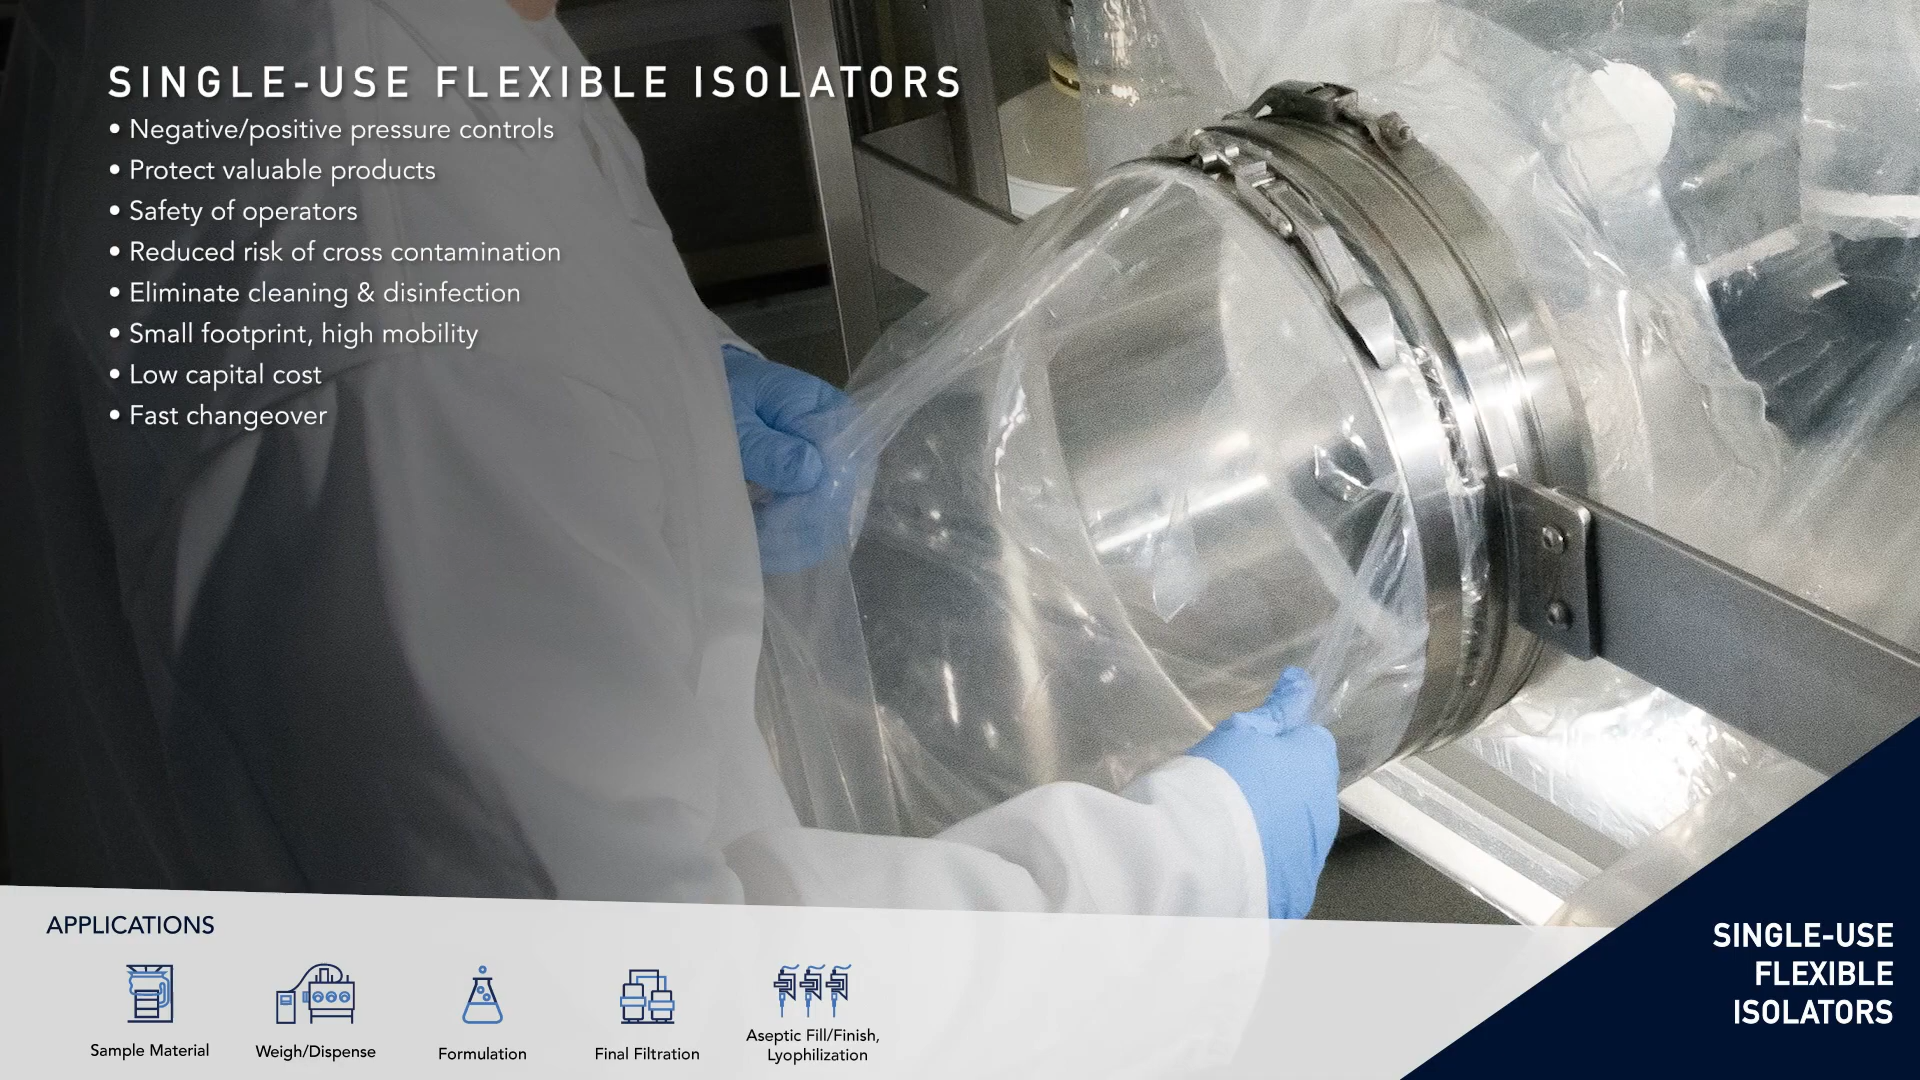 SINGLE-USE FLEXIBLE ISOLATORS
• Negative/positive pressure controls
• Protect valuable products
• Safety of operators
• Reduced risk of cross contamination
• Eliminate cleaning & disinfection
• Small footprint, high mobility
• Low capital cost
• Fast changeover
APPLICATIONS
Sample Material
Weigh/Dispense
Formulation
Final Filtration
Aseptic Fill/Finish,
Lyophilization
SINGLE-USE
FLEXIBLE
ISOLATORS